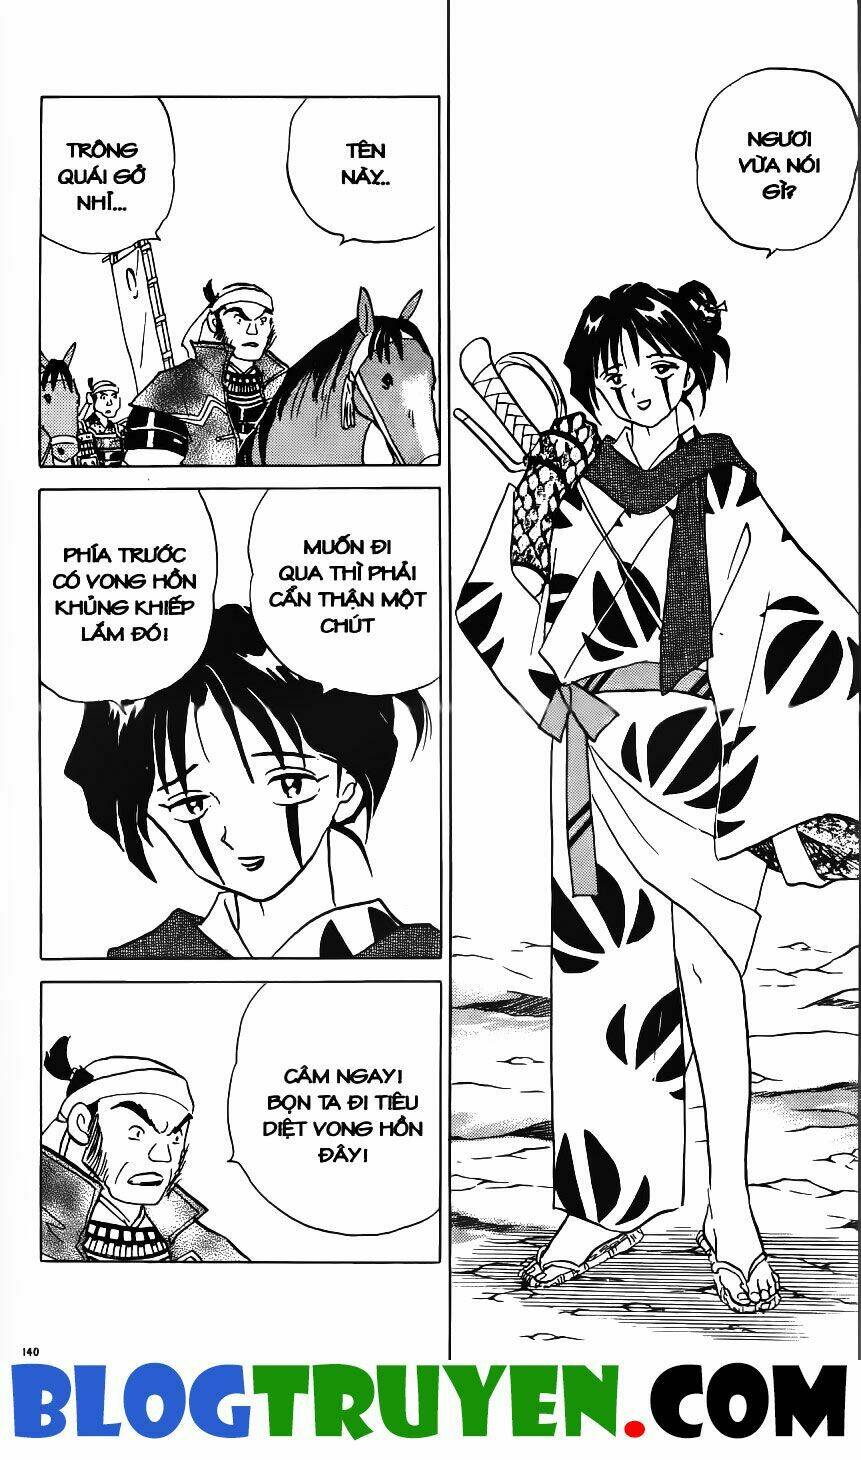 NGƯƠI
VỪA NÓI
GÌ?
TÊN
NÀY...
TRÔNG
QUÁI GỞ
NHỈ...
MUỐN ĐI
QUA THÌ PHẢI
CẨN THẬN MỘT
CHÚT
PHÍA TRƯỚC
CÓ VONG HỒN
KHỦNG KHIẾP
LẮM ĐÓ!
CÂM NGAY!
BỌN TA ĐI TIÊU
DIỆT VONG HỒN
ĐÂY!
140
BLOGTRUYEN.COM